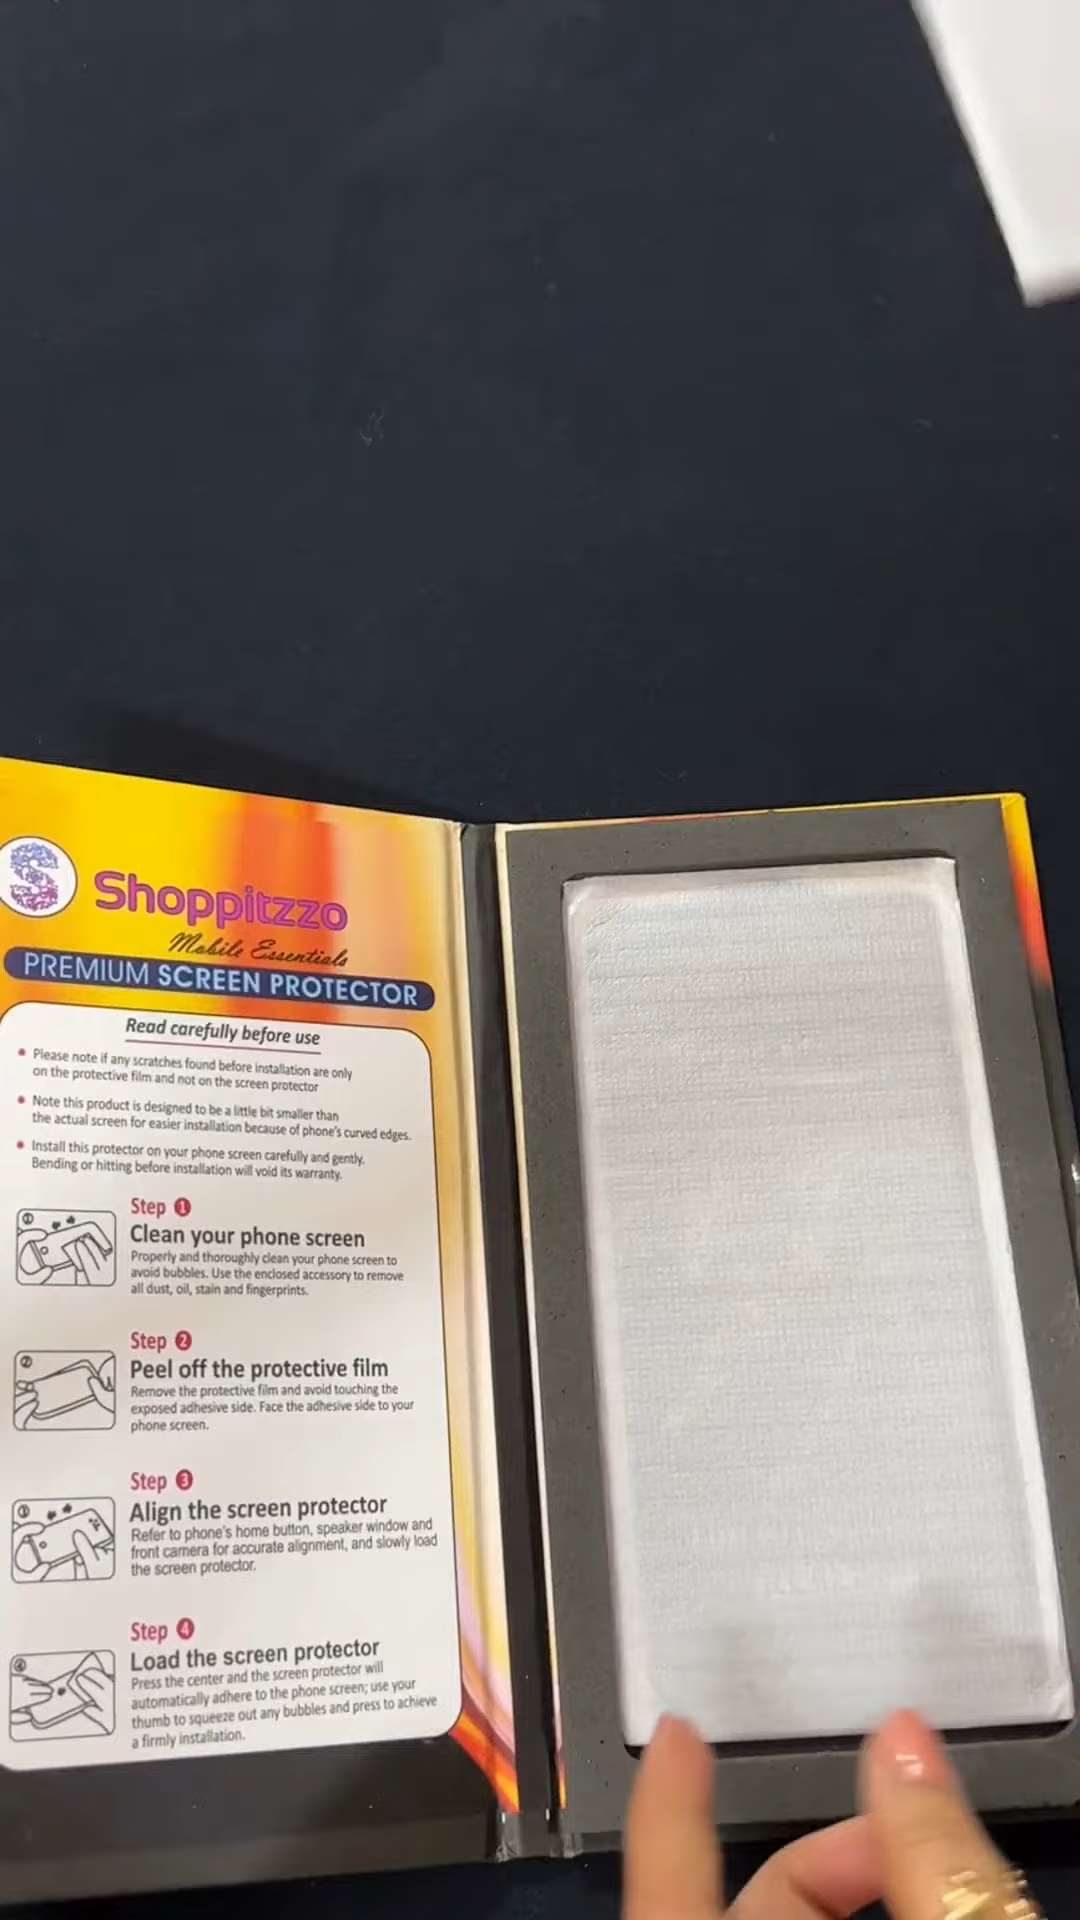 S
Shoppitzzo
Mobile Essentials
PREMIUM SCREEN PROTECTOR
Read carefully before use
• Please note if any scratches found before installation are only
on the protective film and not on the screen protector
• Note this product is designed to be a little bit smaller than
the actual screen for easier installation because of phone's curved edges.
• Install this protector on your phone screen carefully and gently.
Bending or hitting before installation will void its warranty.
Step 1
1
Clean your phone screen
Properly and thoroughly clean your phone screen to
avoid bubbles. Use the enclosed accessory to remove
all dust, oil, stain and fingerprints.
Step 2
2
Peel off the protective film
Remove the protective film and avoid touching the
exposed adhesive side. Face the adhesive side to your
phone screen.
Step 3
3
Align the screen protector
Refer to phone's home button, speaker window and
front camera for accurate alignment, and slowly load
the screen protector.
Step 4
4
Load the screen protector
Press the center and the screen protector will
automatically adhere to the phone screen; use your
thumb to squeeze out any bubbles and press to achieve
a firmly installation.